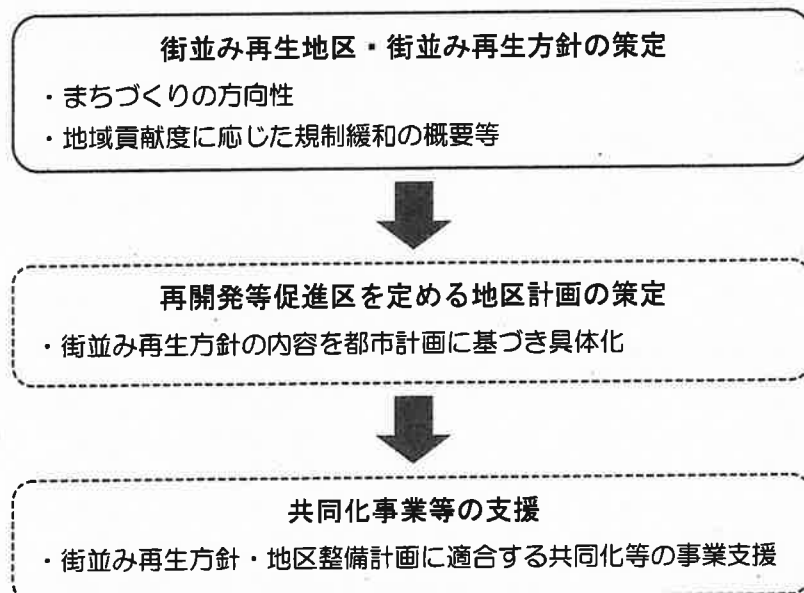 街並み再生地区・街並み再生方針の策定
・まちづくりの方向性
・地域貢献度に応じた規制緩和の概要等
再開発等促進区を定める地区計画の策定
・街並み再生方針の内容を都市計画に基づき具体化
共同化事業等の支援
・街並み再生方針・地区整備計画に適合する共同化等の事業支援